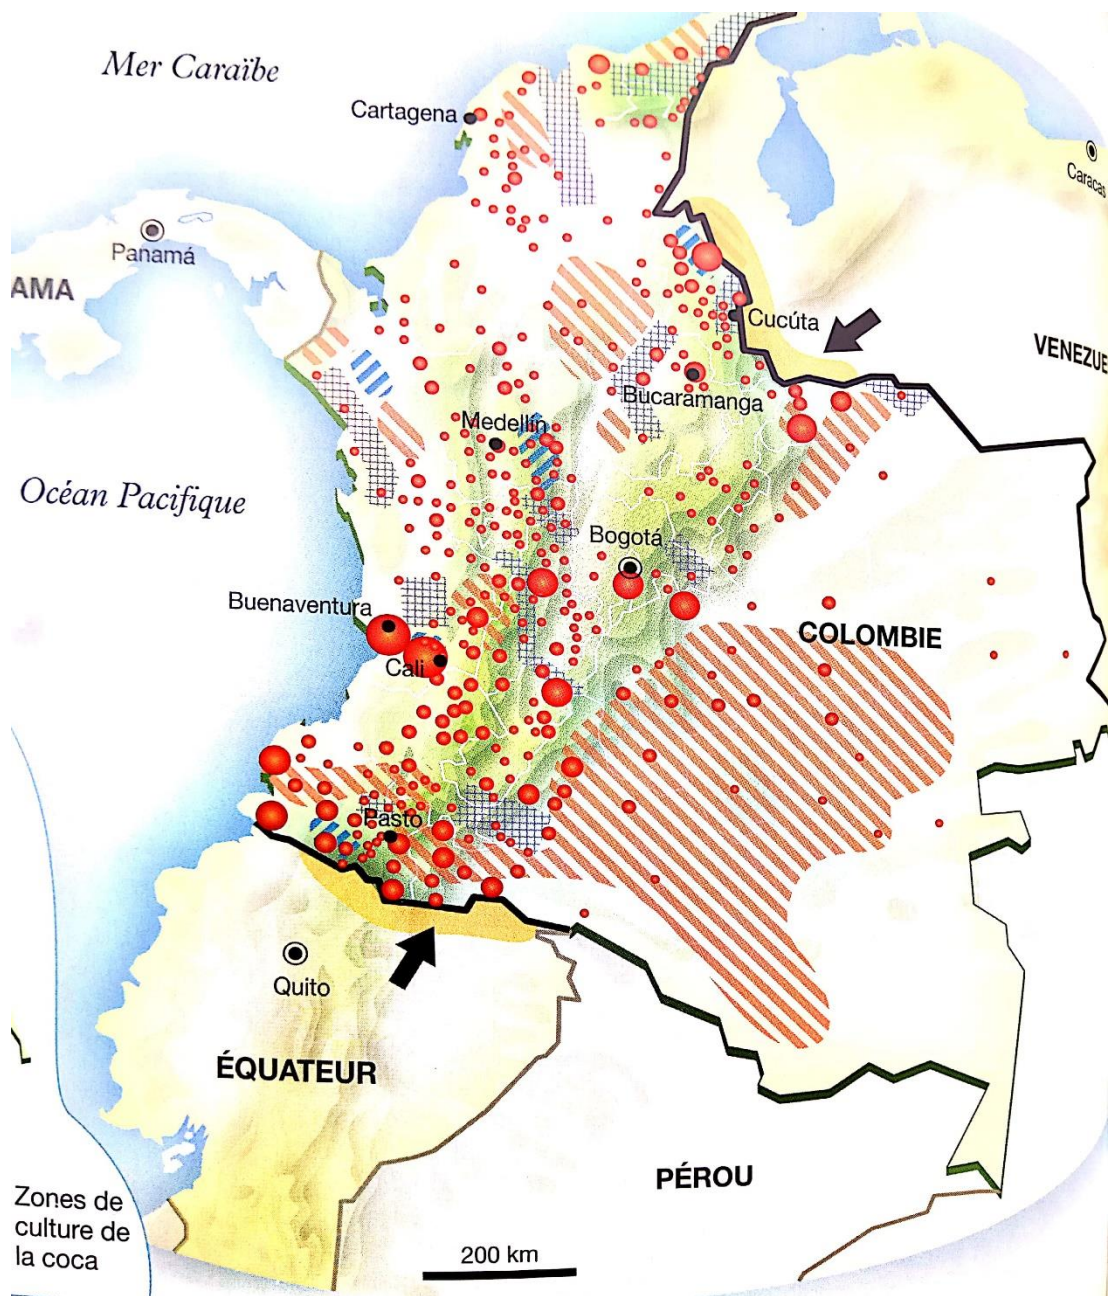 Mer Caraïbe
Cartagena
Caracas
Panamá
AMA
Cucúta
VENEZUE
Bucaramanga
Medellín
Océan Pacifique
Bogotá
Buenaventura
COLOMBIE
Cali
Pasto
Quito
ÉQUATEUR
PÉROU
Zones de
culture de
la coca
200 km